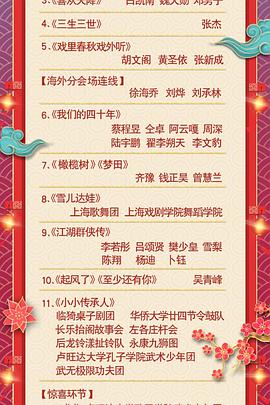 4.《三生三世》 张杰
5.《戏里春秋戏外听》
胡文阁 黄圣依 张新成
【海外分会场连线】
徐海乔 刘烨 刘承林
6.《我们的四十年》
蔡程昱 仝卓 阿云嘎 周深
陆宇鹏 翟李朔天 李文豹
7.《橄榄树》《梦田》
齐豫 钱正昊 曾慧兰
8.《雪儿达娃》
上海歌舞团 上海戏剧学院舞蹈学院
9.《江湖群侠传》
李若彤 吕颂贤 樊少皇 雪梨
陈翔 杨迪 卜钰
10.《起风了》《至少还有你》 吴青峰
11.《小小传承人》
临猗桌子剧团 华侨大学廿四节令鼓队
长乐抬阁故事会 左各庄杆会
后龙铃漾扯铃队 永康九狮图
卢旺达大学孔子学院武术少年团
武无极限功夫团
【惊喜环节】